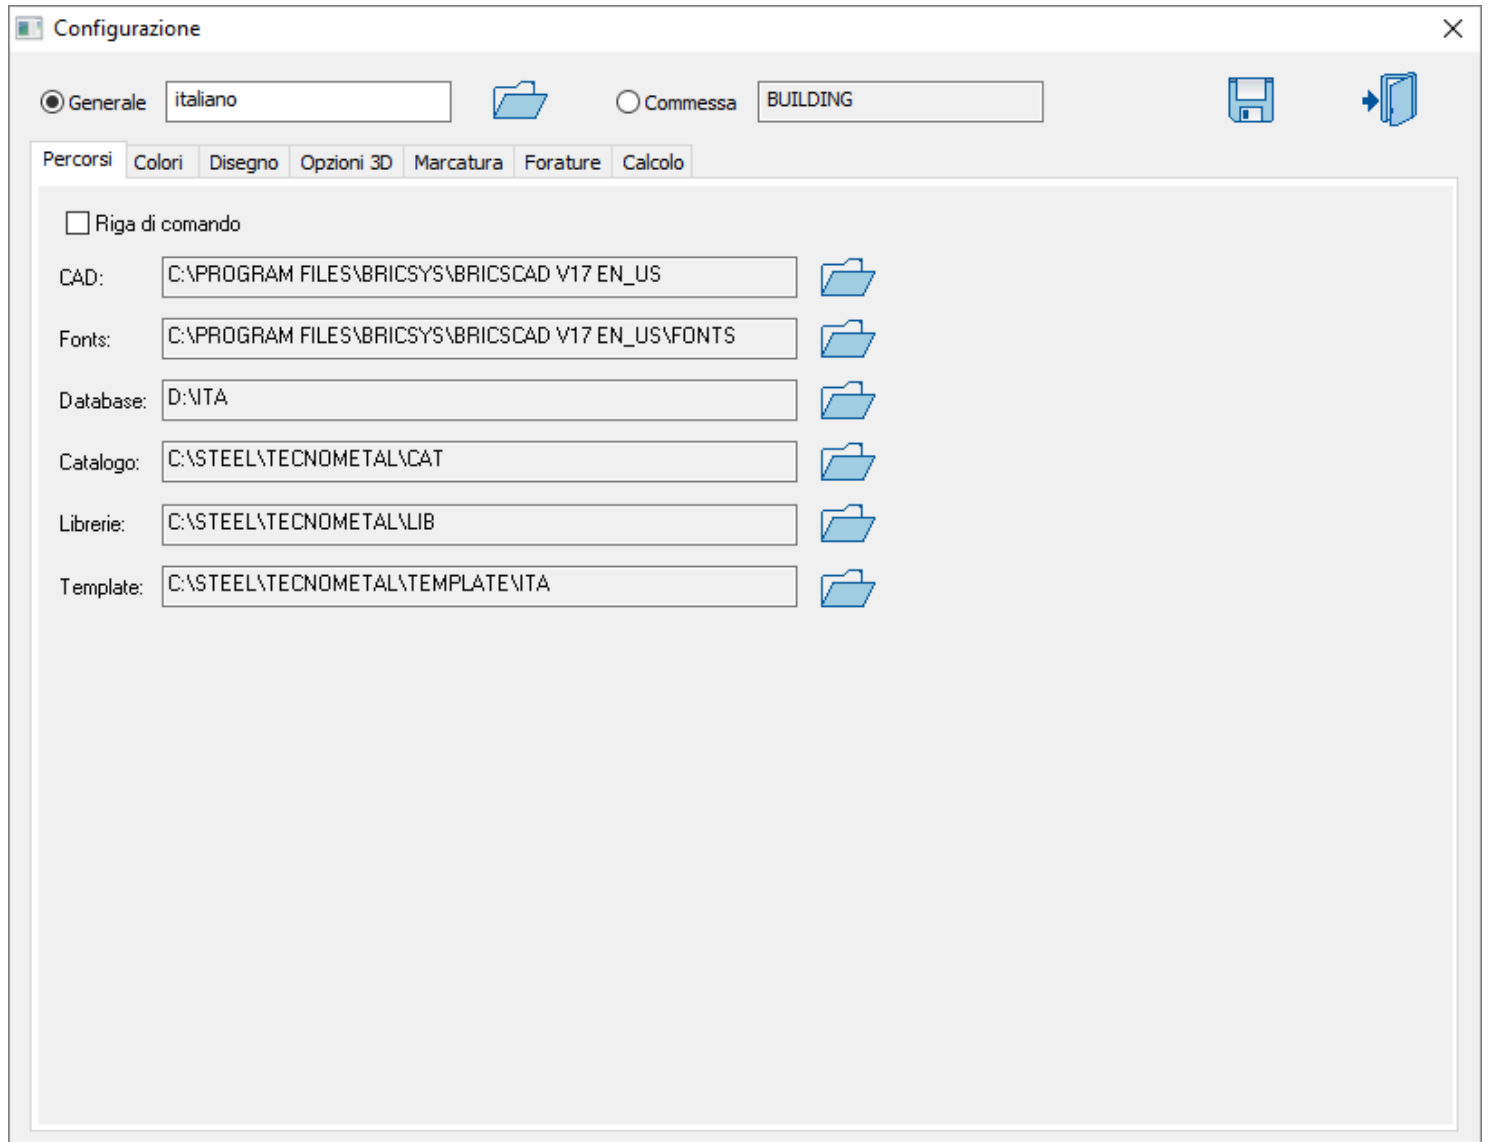 Configurazione
Generale italiano Commessa BUILDING
Percorsi Colori Disegno Opzioni 3D Marcatura Forature Calcolo
Riga di comando
CAD: C:\PROGRAM FILES\BRICSYS\BRICSCAD V17 EN_US
Fonts: C:\PROGRAM FILES\BRICSYS\BRICSCAD V17 EN_US\FONTS
Database: D:\ITA
Catalogo: C:\STEEL\TECNOMETAL\CAT
Librerie: C:\STEEL\TECNOMETAL\LIB
Template: C:\STEEL\TECNOMETAL\TEMPLATE\ITA